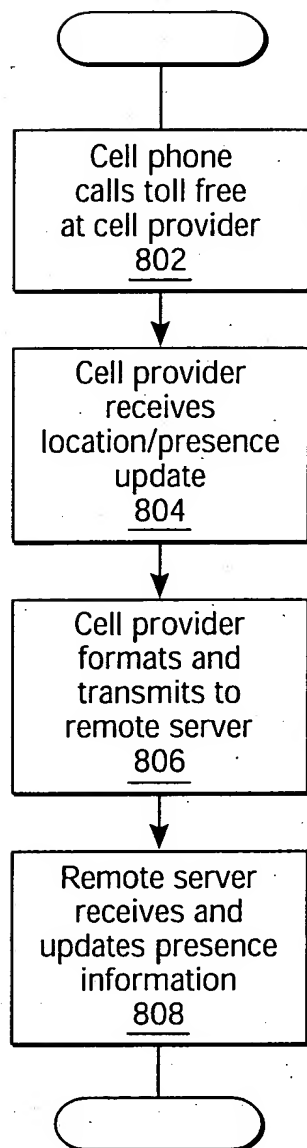 Cell phone
calls toll free
at cell provider
802
Cell provider
receives
location/presence
update
804
Cell provider
formats and
transmits to
remote server
806
Remote server
receives and
updates presence
information
808